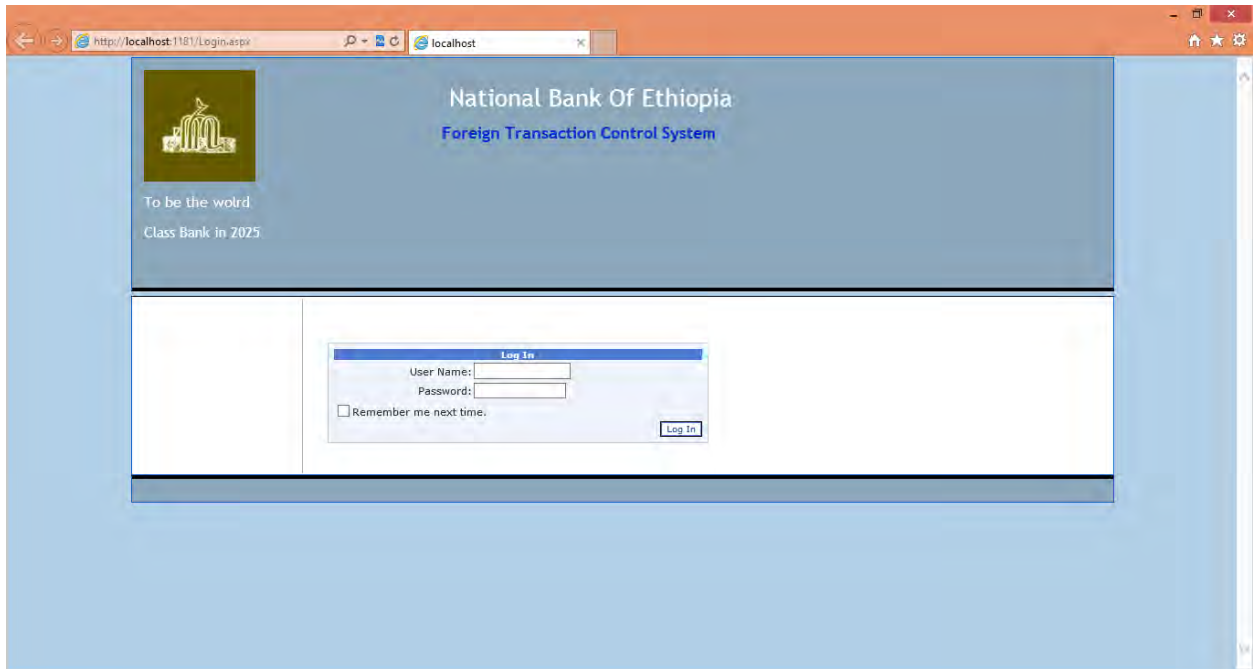 http://localhost:1181/Login.aspx
localhost
National Bank Of Ethiopia
Foreign Transaction Control System
To be the wolrd
Class Bank in 2025
Log In
User Name:
Password:
Remember me next time.
Log In